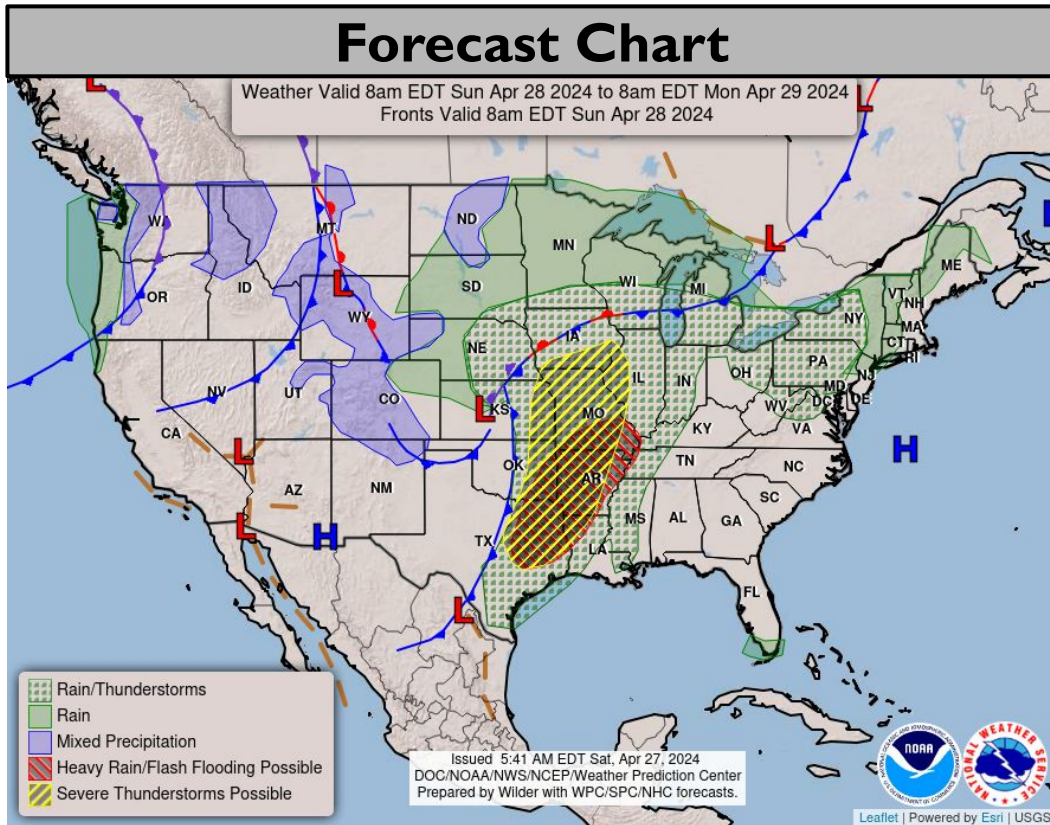 Forecast Chart
Weather Valid 8am EDT Sun Apr 28 2024 to 8am EDT Mon Apr 29 2024
Fronts Valid 8am EDT Sun Apr 28 2024
L
L
WA
MT
ND
MN
L
ME
OR
ID
L
SD
WI
MI
VT
NH
WY
NY
MA
IA
CT
RI
NE
PA
NJ
NV
UT
CO
IL
IN
OH
MD
DE
DC
L
KS
MO
WV
VA
CA
L
KY
H
OK
TN
NC
AZ
NM
AR
SC
L
H
TX
MS
AL
GA
LA
L
FL
Rain/Thunderstorms
Rain
Mixed Precipitation
Heavy Rain/Flash Flooding Possible
Severe Thunderstorms Possible
Issued 5:41 AM EDT Sat, Apr 27, 2024
DOC/NOAA/NWS/NCEP/Weather Prediction Center
Prepared by Wilder with WPC/SPC/NHC forecasts.
NOAA
NATIONAL WEATHER SERVICE
Leaflet | Powered by Esri | USGS